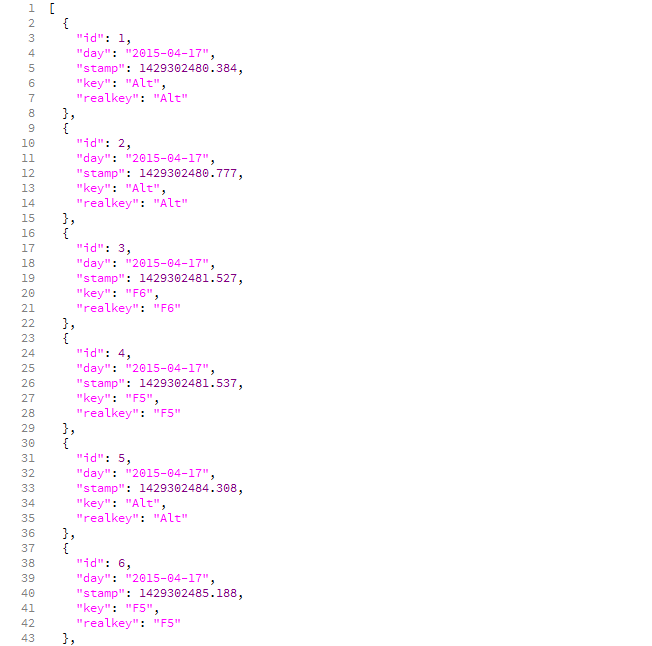 1 [
2   {
3     "id": 1,
4     "day": "2015-04-17",
5     "stamp": 1429302480.384,
6     "key": "Alt",
7     "realkey": "Alt"
8   },
9   {
10     "id": 2,
11     "day": "2015-04-17",
12     "stamp": 1429302480.777,
13     "key": "Alt",
14     "realkey": "Alt"
15   },
16   {
17     "id": 3,
18     "day": "2015-04-17",
19     "stamp": 1429302481.527,
20     "key": "F6",
21     "realkey": "F6"
22   },
23   {
24     "id": 4,
25     "day": "2015-04-17",
26     "stamp": 1429302481.537,
27     "key": "F5",
28     "realkey": "F5"
29   },
30   {
31     "id": 5,
32     "day": "2015-04-17",
33     "stamp": 1429302484.308,
34     "key": "Alt",
35     "realkey": "Alt"
36   },
37   {
38     "id": 6,
39     "day": "2015-04-17",
40     "stamp": 1429302485.188,
41     "key": "F5",
42     "realkey": "F5"
43   },